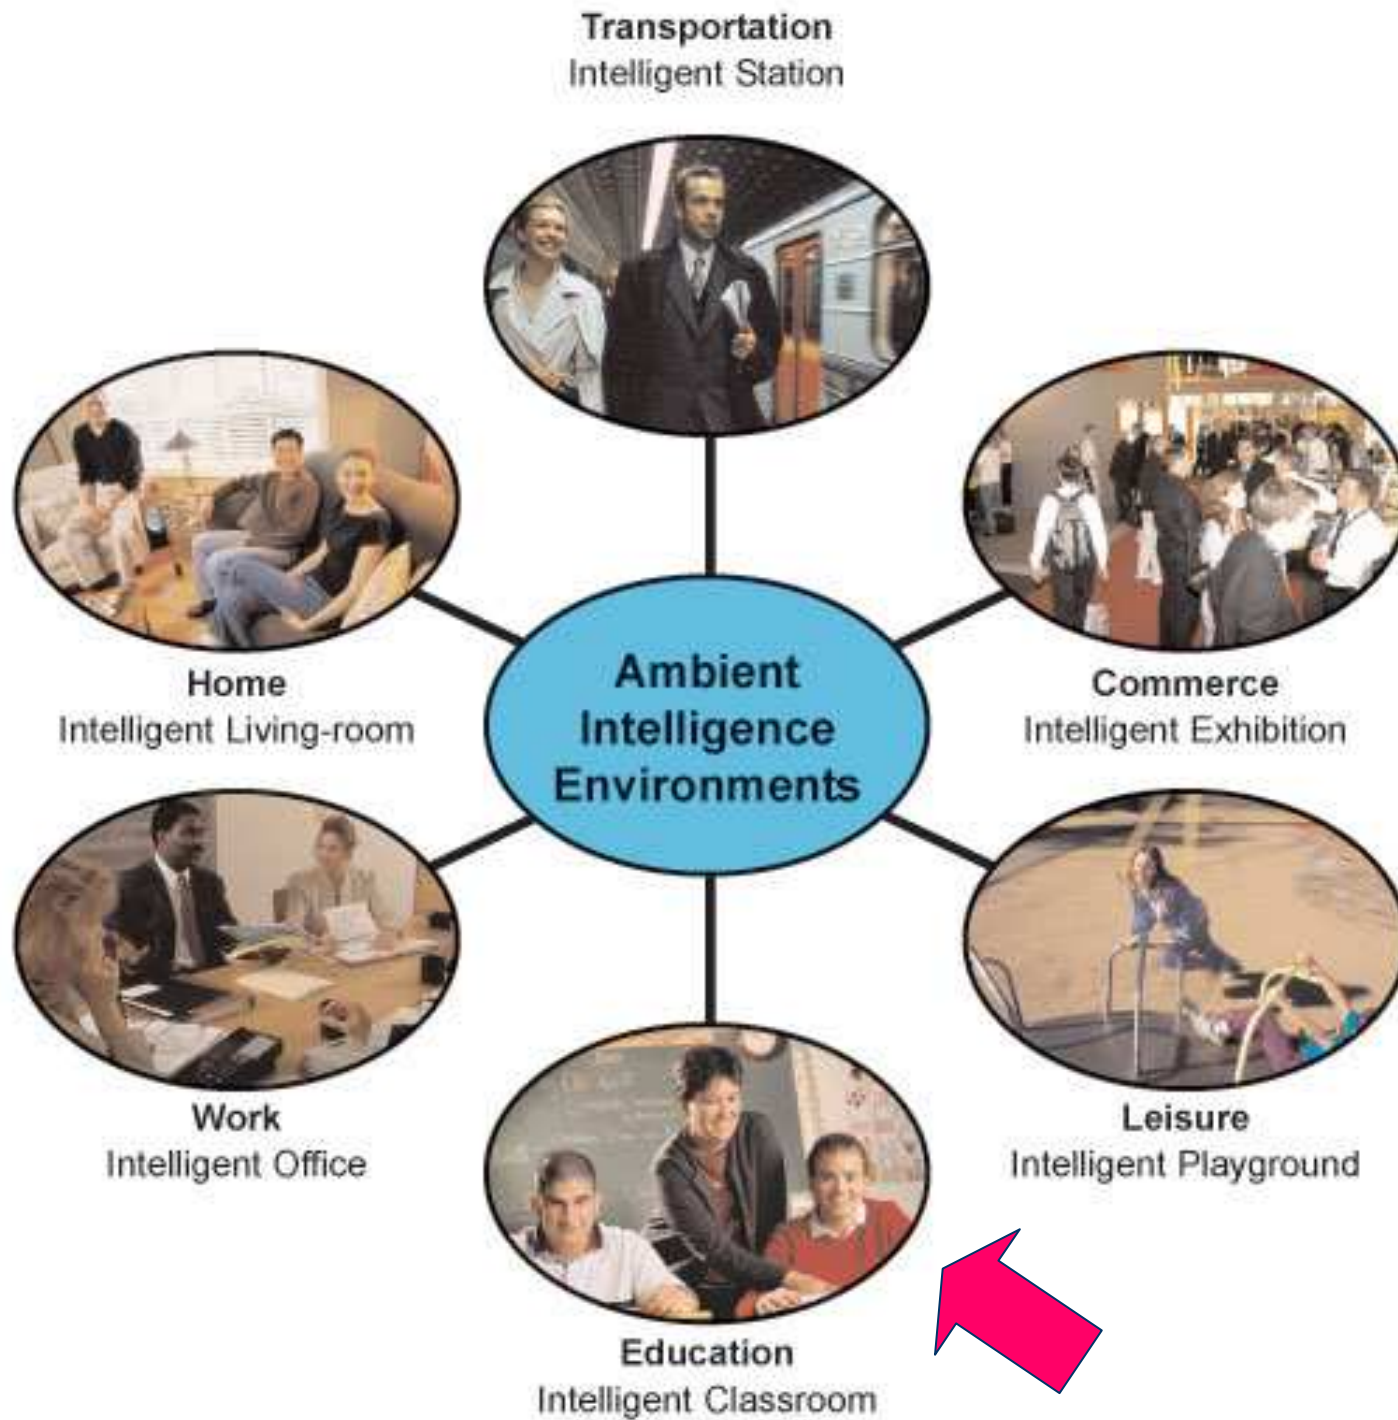 Transportation
Intelligent Station
Home
Intelligent Living-room
Commerce
Intelligent Exhibition
Ambient
Intelligence
Environments
Work
Intelligent Office
Leisure
Intelligent Playground
Education
Intelligent Classroom